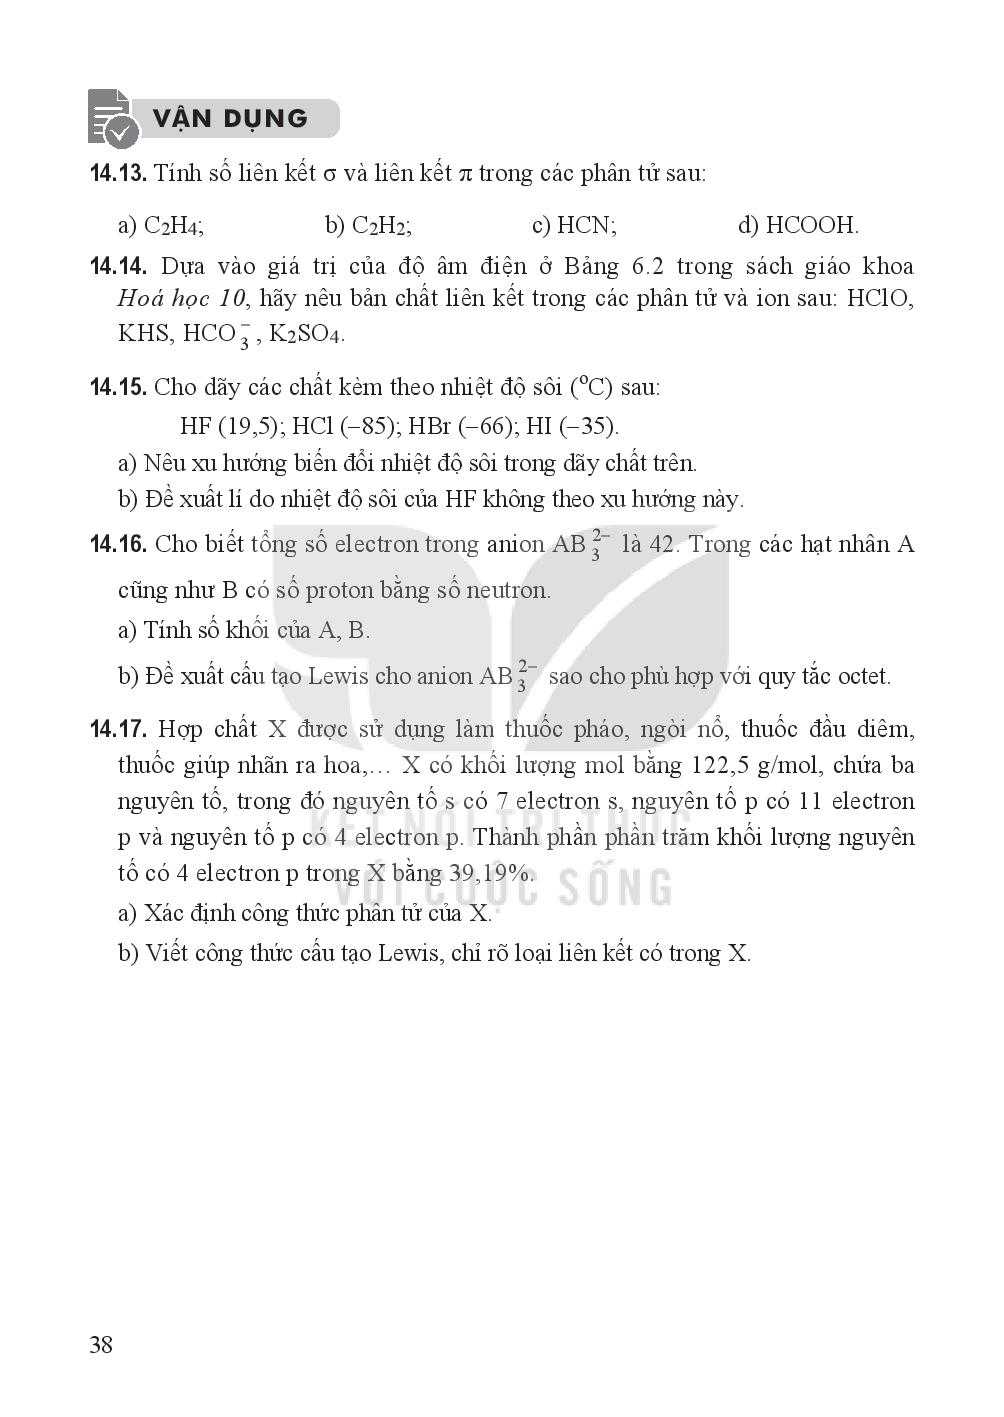 VẬN DỤNG
14.13. Tính số liên kết σ và liên kết π trong các phân tử sau:
a) C₂H₄; b) C₂H₂; c) HCN; d) HCOOH.
14.14. Dựa vào giá trị của độ âm điện ở Bảng 6.2 trong sách giáo khoa
Hoá học 10, hãy nêu bản chất liên kết trong các phân tử và ion sau: HClO,
KHS, HCO₃⁻, K₂SO₄.
14.15. Cho dãy các chất kèm theo nhiệt độ sôi (°C) sau:
HF (19,5); HCl (–85); HBr (–66); HI (–35).
a) Nêu xu hướng biến đổi nhiệt độ sôi trong dãy chất trên.
b) Đề xuất lí do nhiệt độ sôi của HF không theo xu hướng này.
14.16. Cho biết tổng số electron trong anion AB₃²⁻ là 42. Trong các hạt nhân A
cũng như B có số proton bằng số neutron.
a) Tính số khối của A, B.
b) Đề xuất cấu tạo Lewis cho anion AB₃²⁻ sao cho phù hợp với quy tắc octet.
14.17. Hợp chất X được sử dụng làm thuốc pháo, ngòi nổ, thuốc đầu diêm,
thuốc giúp nhãn ra hoa,… X có khối lượng mol bằng 122,5 g/mol, chứa ba
nguyên tố, trong đó nguyên tố s có 7 electron s, nguyên tố p có 11 electron
p và nguyên tố p có 4 electron p. Thành phần phần trăm khối lượng nguyên
tố có 4 electron p trong X bằng 39,19%.
a) Xác định công thức phân tử của X.
b) Viết công thức cấu tạo Lewis, chỉ rõ loại liên kết có trong X.
KẾT NỐI TRI THỨC
VỚI CUỘC SỐNG
38